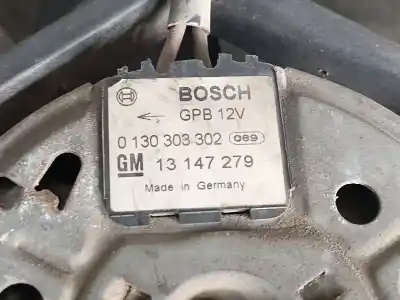 BOSCH
← GPB 12V
0 130 303 302 089
GM 13 147 279
Made in Germany